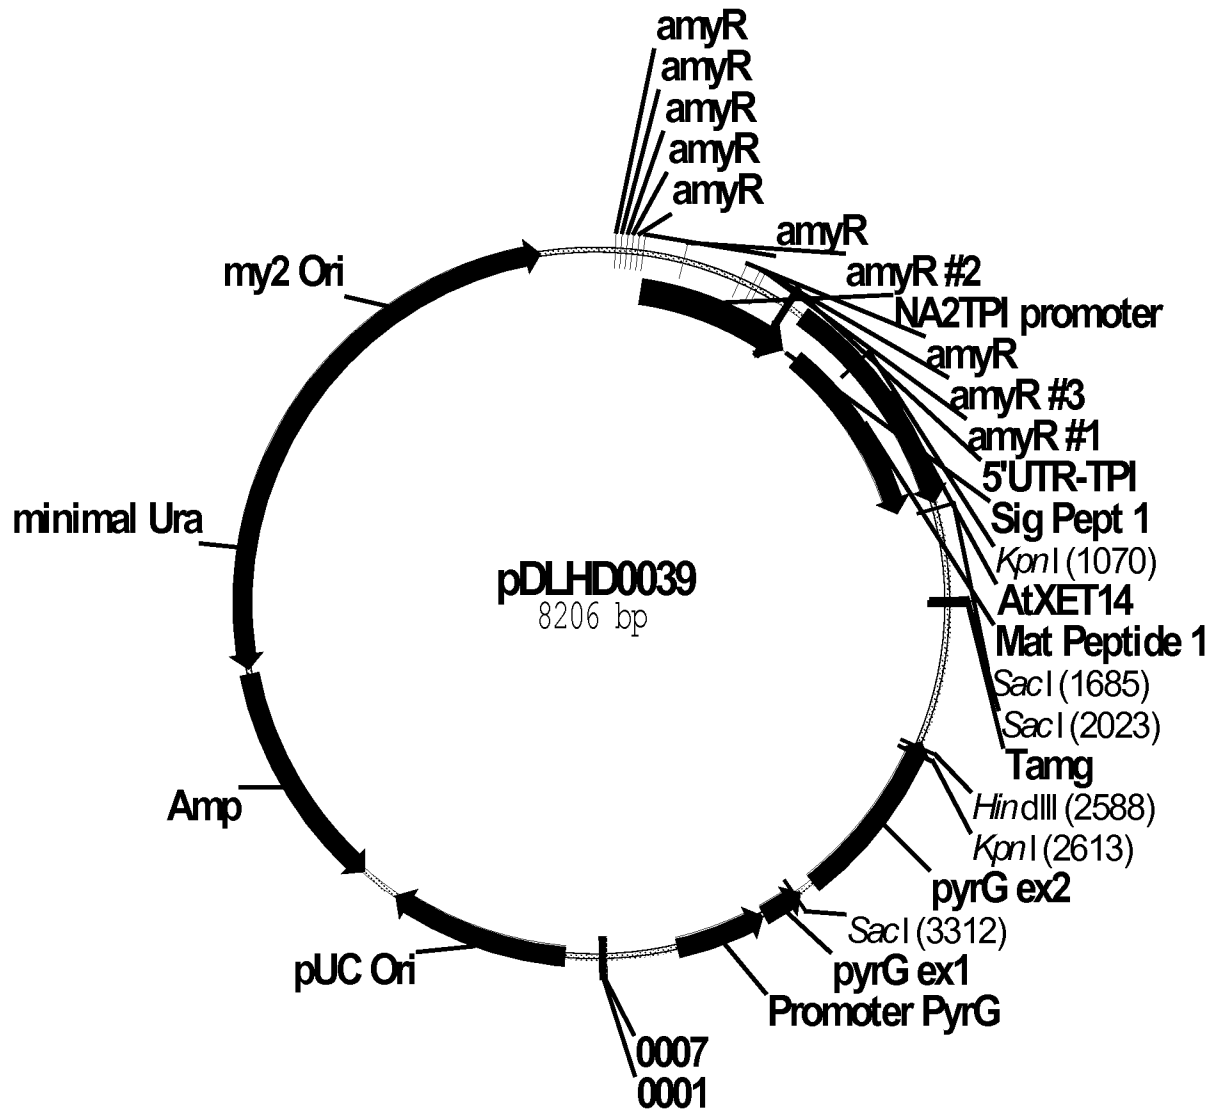 amyR
amyR
amyR
amyR
amyR
amyR
amyR #2
NA2TPI promoter
amyR
amyR #3
amyR #1
5'UTR-TPI
Sig Pept 1
KpnI (1070)
AtXET14
Mat Peptide 1
SacI (1685)
SacI (2023)
Tamg
HindIII (2588)
KpnI (2613)
pyrG ex2
SacI (3312)
pyrG ex1
Promoter PyrG
0007
0001
pUC Ori
Amp
minimal Ura
my2 Ori
pDLHD0039
8206 bp